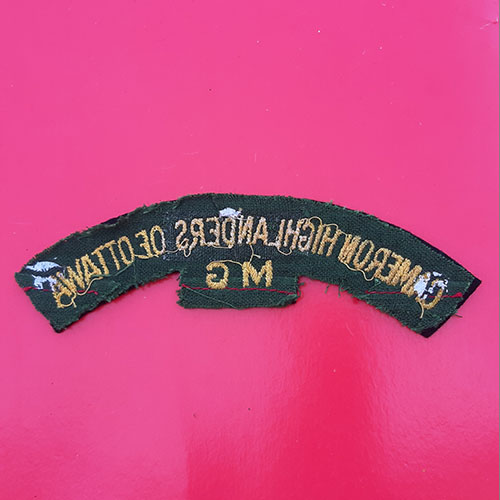 CAMERON HIGHLANDERS OF OTTAWA
M G